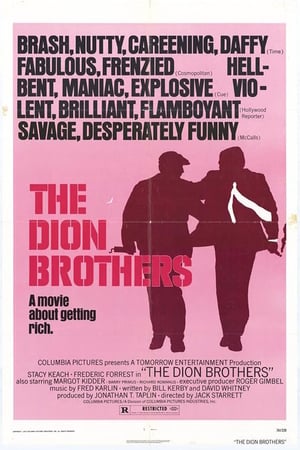 BRASH, NUTTY, CAREENING, DAFFY (Time)
FABULOUS, FRENZIED (Cosmopolitan) HELL-
BENT, MANIAC, EXPLOSIVE (Cue) VIO-
LENT, BRILLIANT, FLAMBOYANT (Hollywood Reporter)
SAVAGE, DESPERATELY FUNNY (McCalls)
THE
DION
BROTHERS
A movie
about getting
rich.
COLUMBIA PICTURES presents A TOMORROW ENTERTAINMENT Production
STACY KEACH · FREDERIC FORREST in "THE DION BROTHERS"
also starring MARGOT KIDDER · BARRY PRIMUS · RICHARD ROMANUS · executive producer ROGER GIMBEL
music by FRED KARLIN · written by BILL KERBY and DAVID WHITNEY
produced by JONATHAN T. TAPLIN · directed by JACK STARRETT
COLUMBIA PICTURES / A Division of COLUMBIA PICTURES INDUSTRIES, INC.
R RESTRICTED
"THE DION BROTHERS"